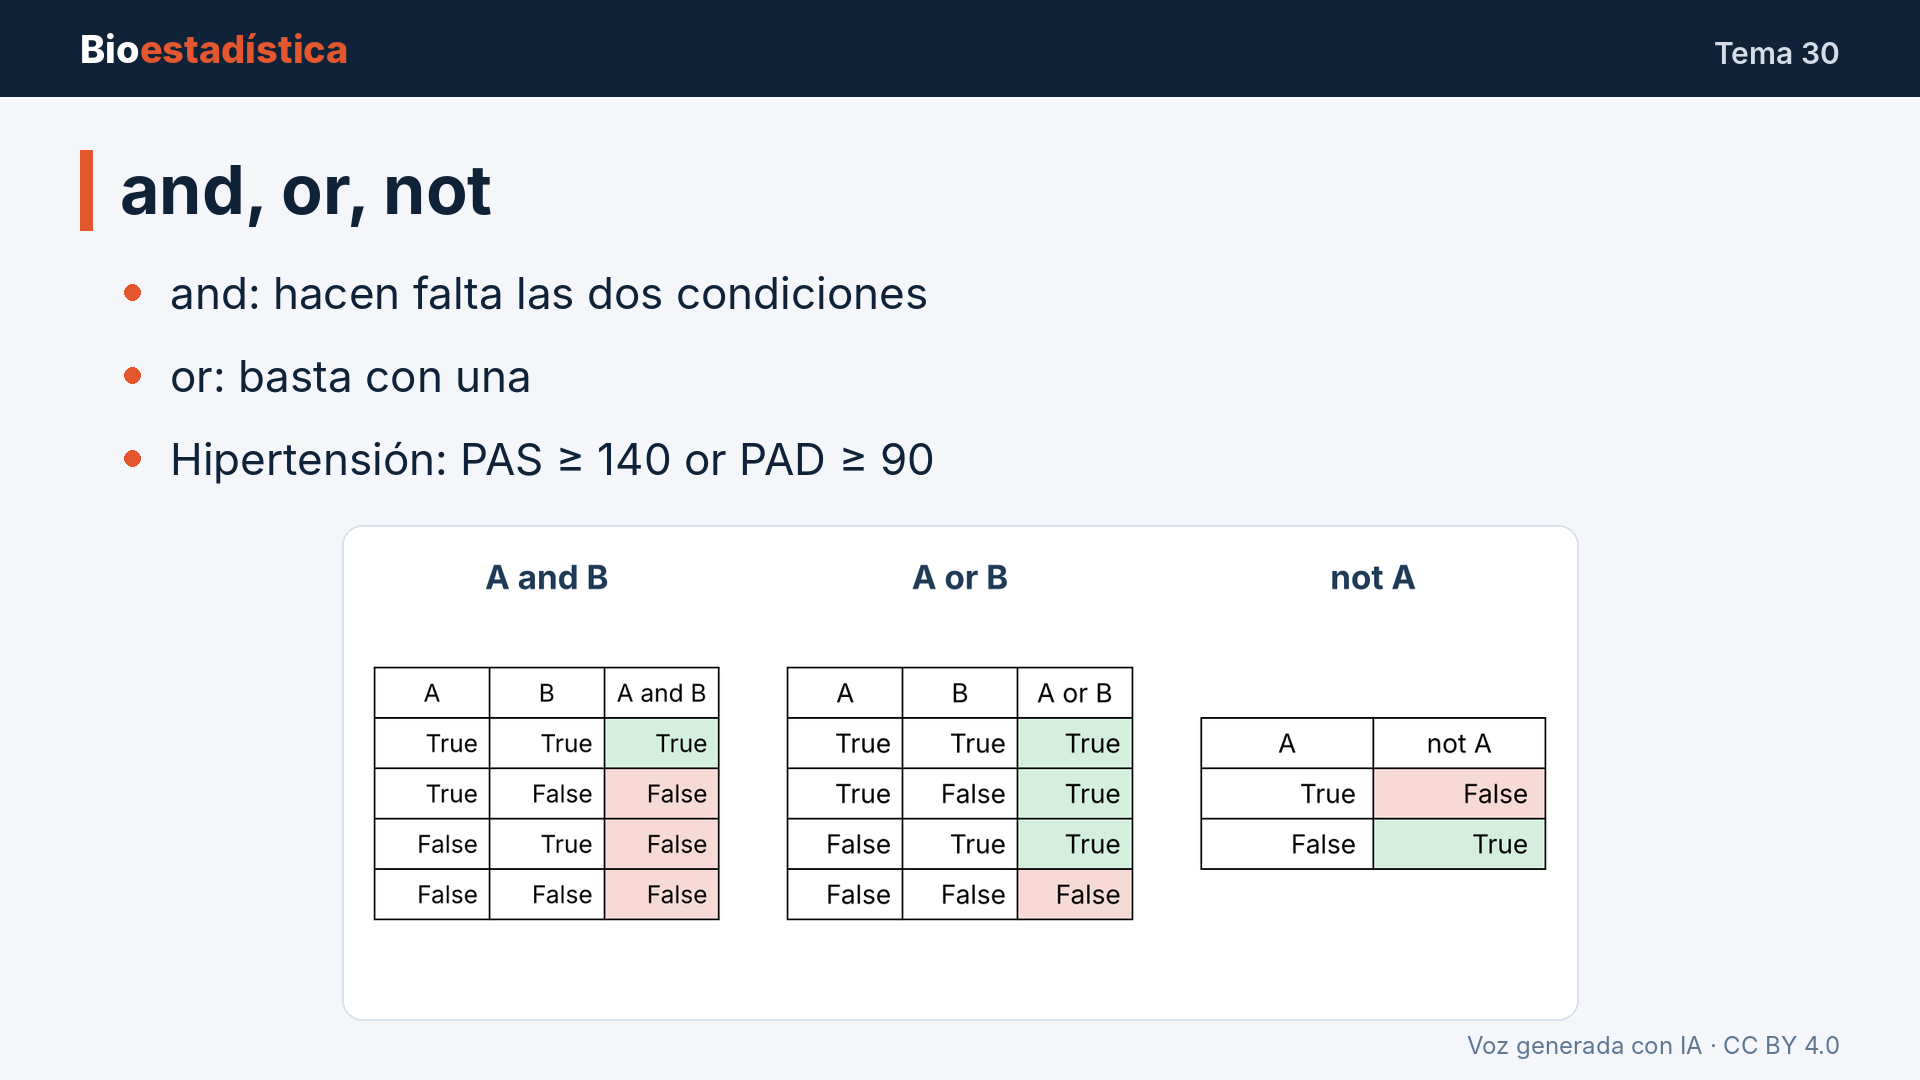 Bioestadística
Tema 30
and, or, not
and: hacen falta las dos condiciones
or: basta con una
Hipertensión: PAS ≥ 140 or PAD ≥ 90
A and B
A B A and B
True True True
True False False
False True False
False False False
A or B
A B A or B
True True True
True False True
False True True
False False False
not A
A not A
True False
False True
Voz generada con IA · CC BY 4.0